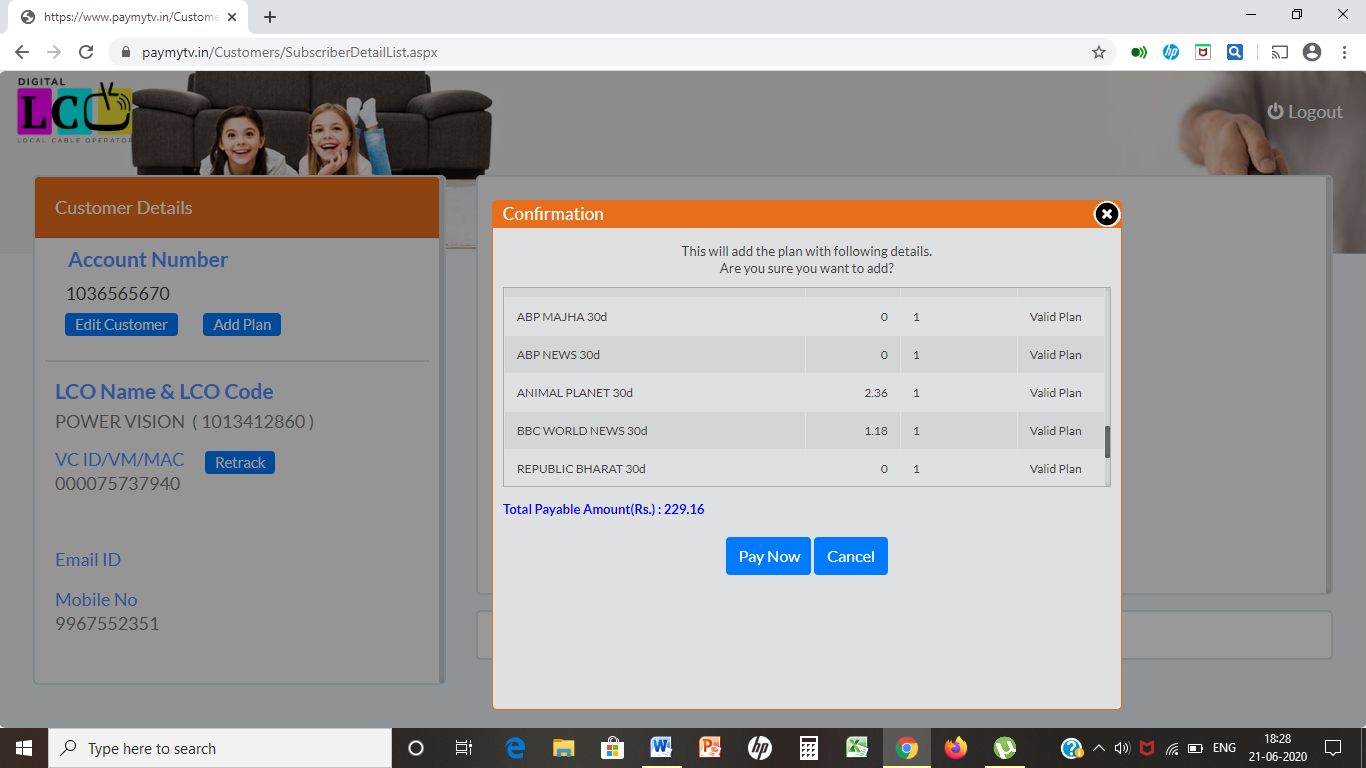 https://www.paymytv.in/Custome
paymytv.in/Customers/SubscriberDetailList.aspx
DIGITAL
LCO
LOCAL CABLE OPERATOR
Logout
Customer Details
Account Number
1036565670
Edit Customer
Add Plan
LCO Name & LCO Code
POWER VISION ( 1013412860 )
VC ID/VM/MAC
Retrack
000075737940
Email ID
Mobile No
9967552351
Confirmation
This will add the plan with following details.
Are you sure you want to add?
ABP MAJHA 30d 0 1 Valid Plan
ABP NEWS 30d 0 1 Valid Plan
ANIMAL PLANET 30d 2.36 1 Valid Plan
BBC WORLD NEWS 30d 1.18 1 Valid Plan
REPUBLIC BHARAT 30d 0 1 Valid Plan
Total Payable Amount(Rs.) : 229.16
Pay Now
Cancel
Type here to search
ENG
18:28
21-06-2020